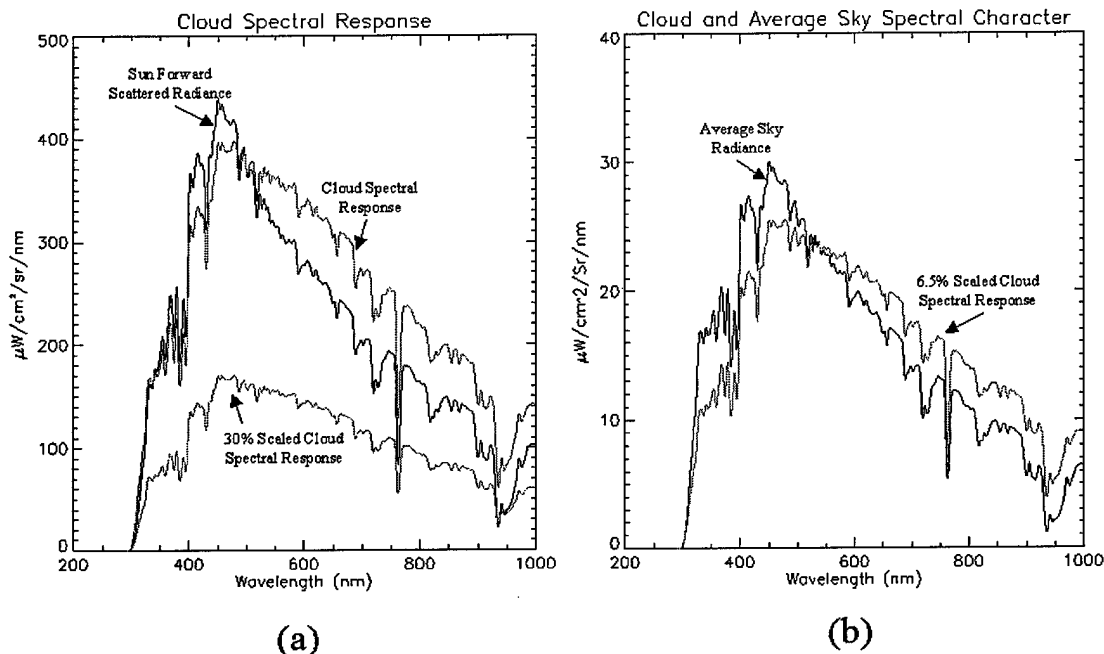 Cloud Spectral Response
500
400
300
200
100
0
µW/cm²/sr/nm
Sun Forward
Scattered Radiance
Cloud Spectral
Response
30% Scaled Cloud
Spectral Response
200
400
600
800
1000
Wavelength (nm)
(a)
Cloud and Average Sky Spectral Character
40
30
20
10
0
µW/cm^2/Sr/nm
Average Sky
Radiance
6.5% Scaled Cloud
Spectral Response
200
400
600
800
1000
Wavelength (nm)
(b)